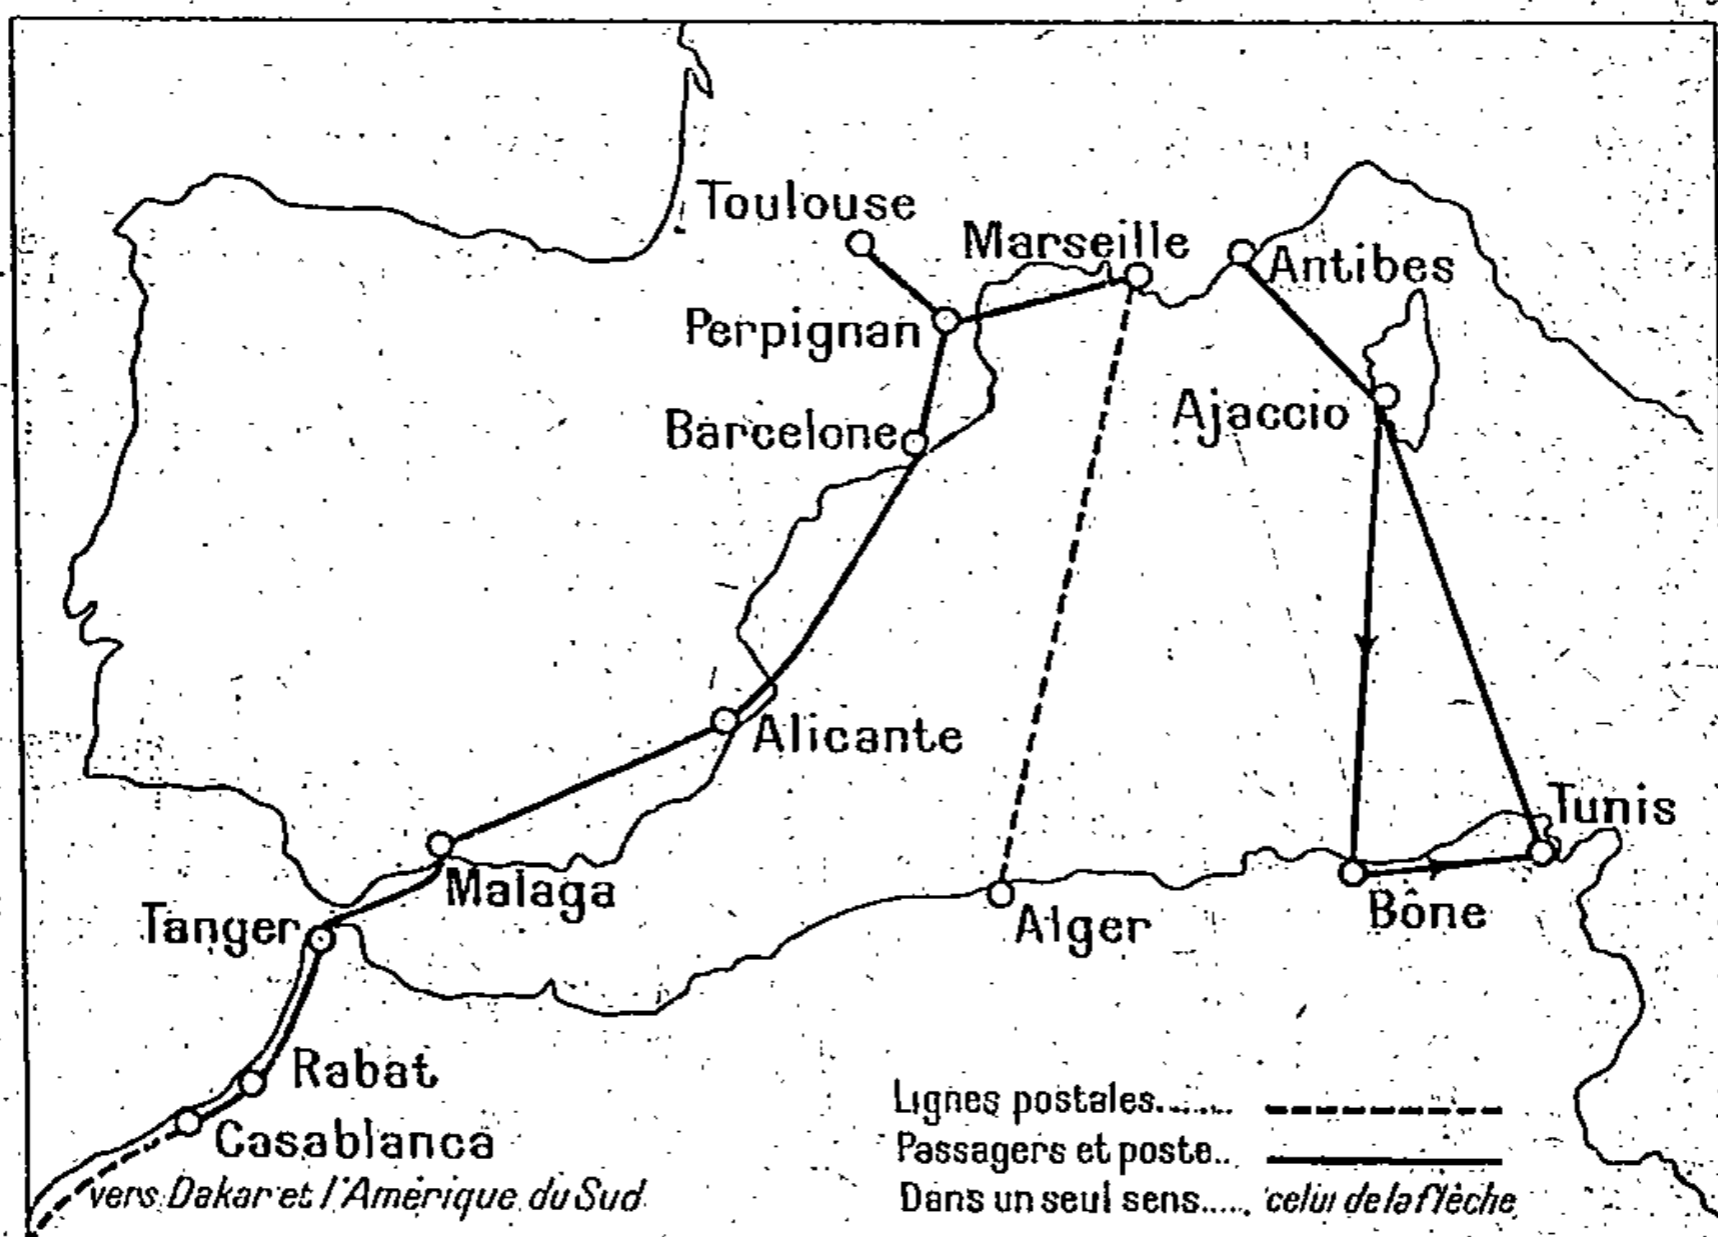 Toulouse
Marseille
Antibes
Perpignan
Ajaccio
Barcelone
Alicante
Tunis
Malaga
Alger
Bône
Tanger
Rabat
Casablanca
vers Dakar et l'Amérique du Sud
Lignes postales.......
Passagers et poste...
Dans un seul sens..... celui de la flèche